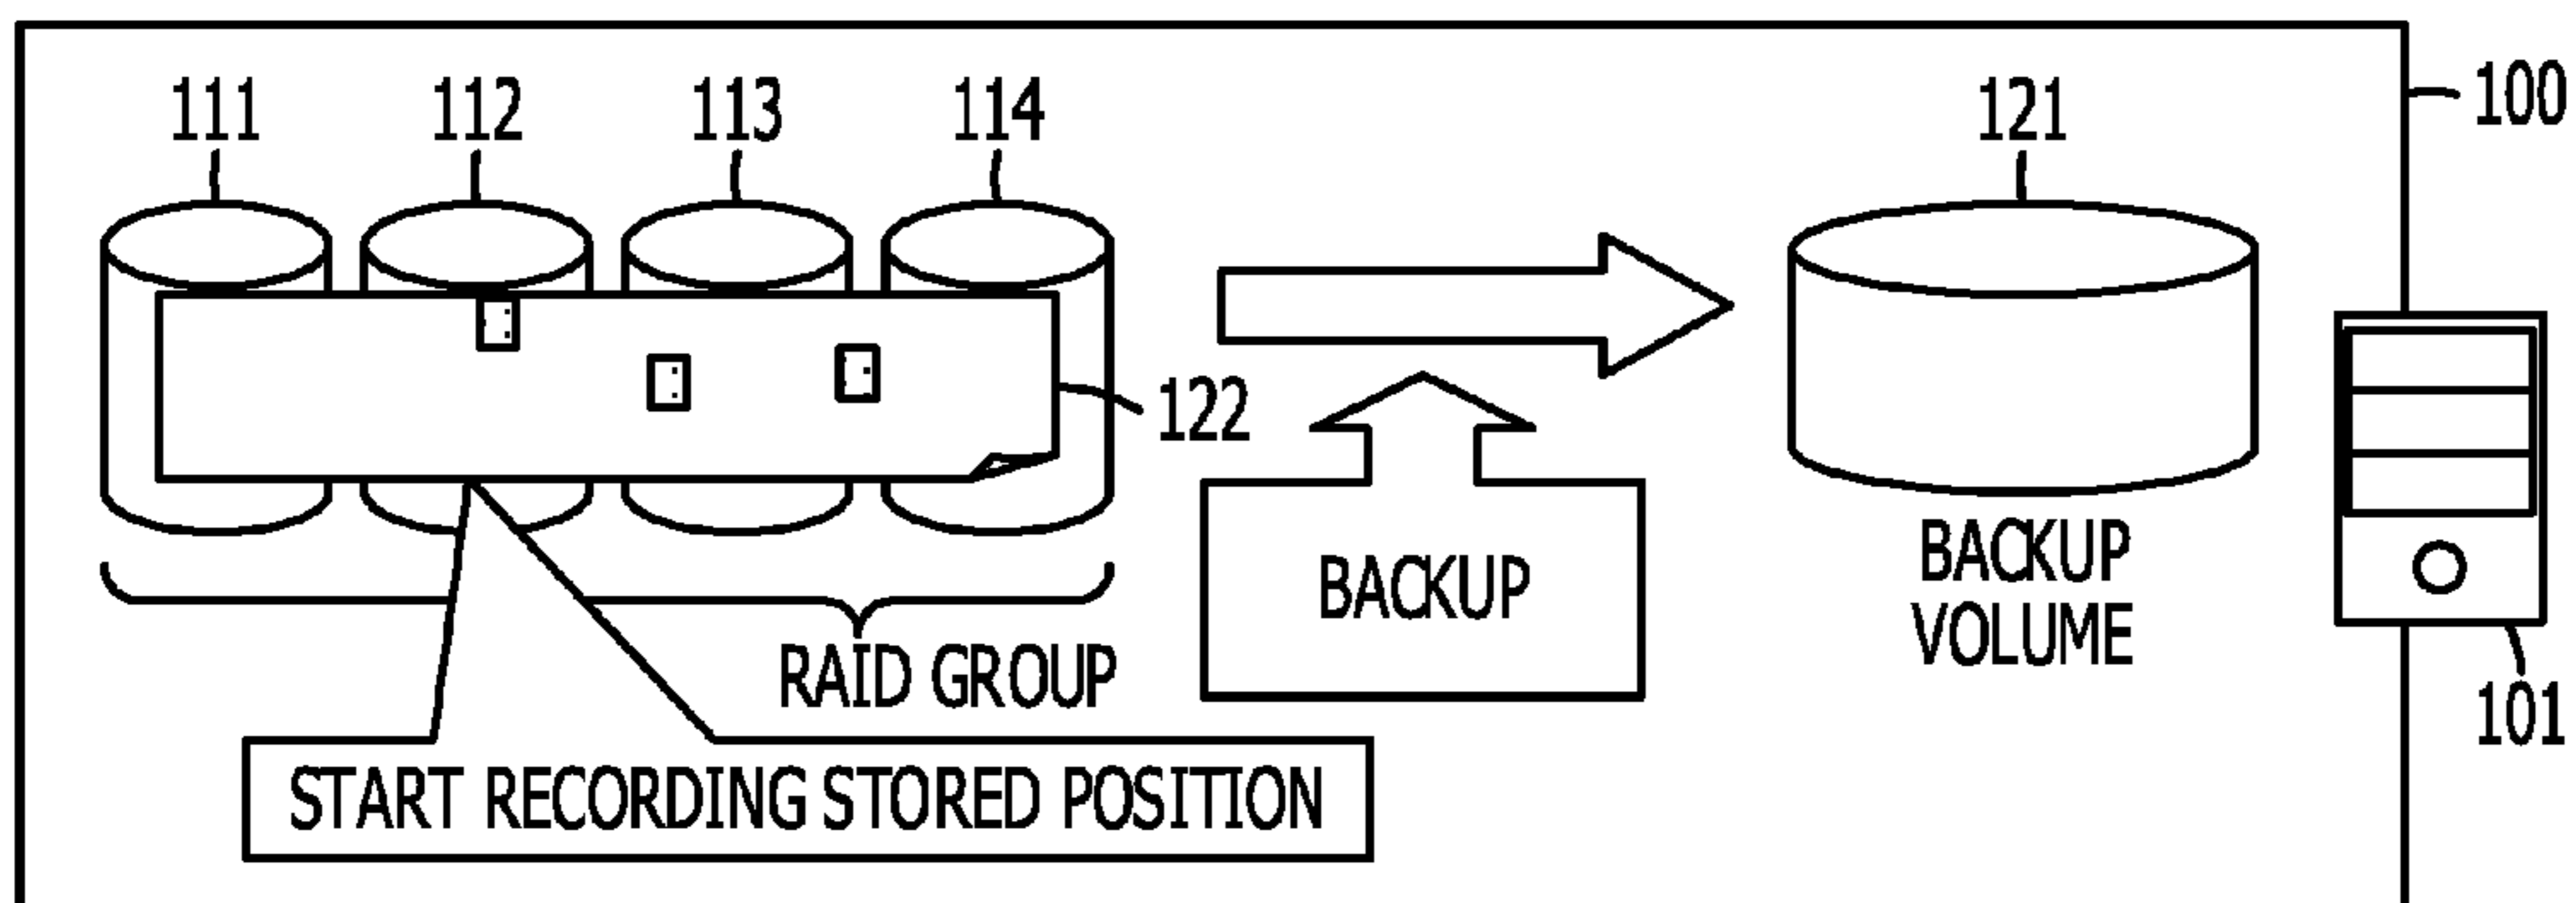 100
111 112 113 114 121
122
BACKUP
BACKUP
VOLUME
RAID GROUP
101
START RECORDING STORED POSITION